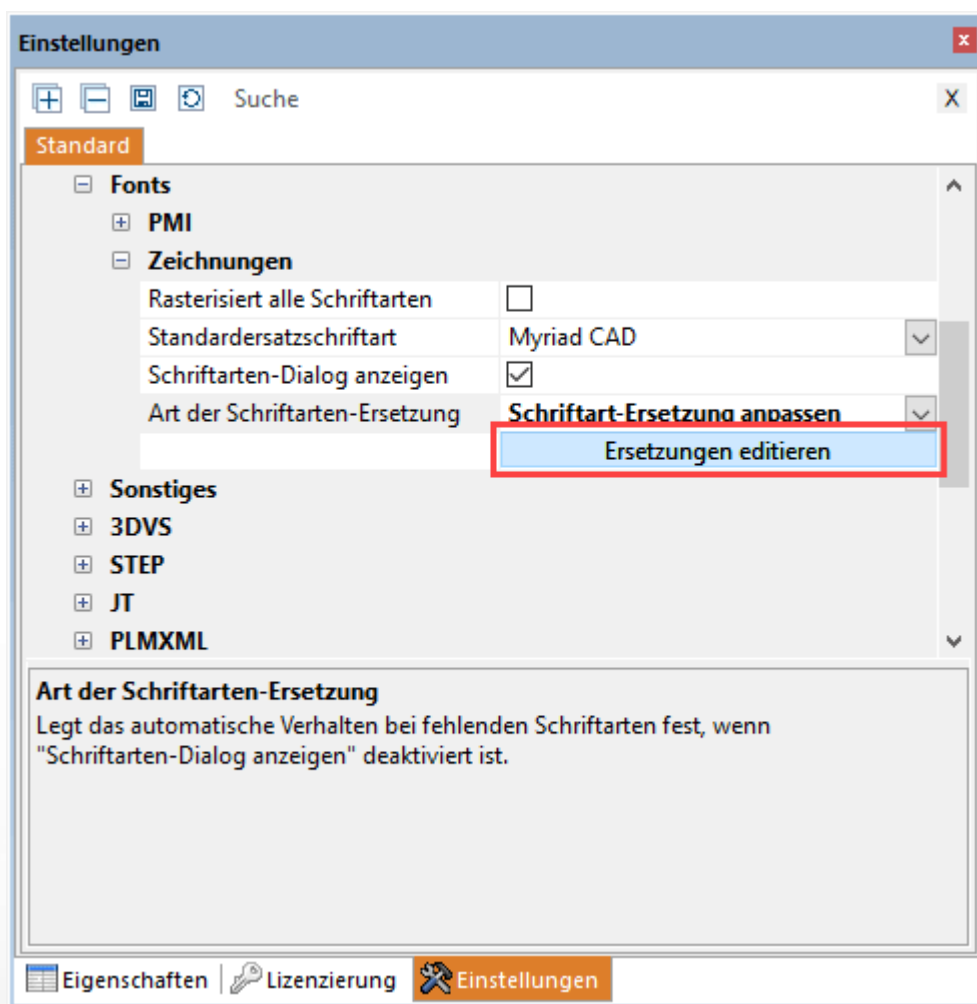 Einstellungen
x
Suche
X
Standard
Fonts
PMI
Zeichnungen
Rasterisiert alle Schriftarten
Standardersatzschriftart Myriad CAD
Schriftarten-Dialog anzeigen
Art der Schriftarten-Ersetzung Schriftart-Ersetzung anpassen
Ersetzungen editieren
Sonstiges
3DVS
STEP
JT
PLMXML
Art der Schriftarten-Ersetzung
Legt das automatische Verhalten bei fehlenden Schriftarten fest, wenn
"Schriftarten-Dialog anzeigen" deaktiviert ist.
Eigenschaften Lizenzierung Einstellungen